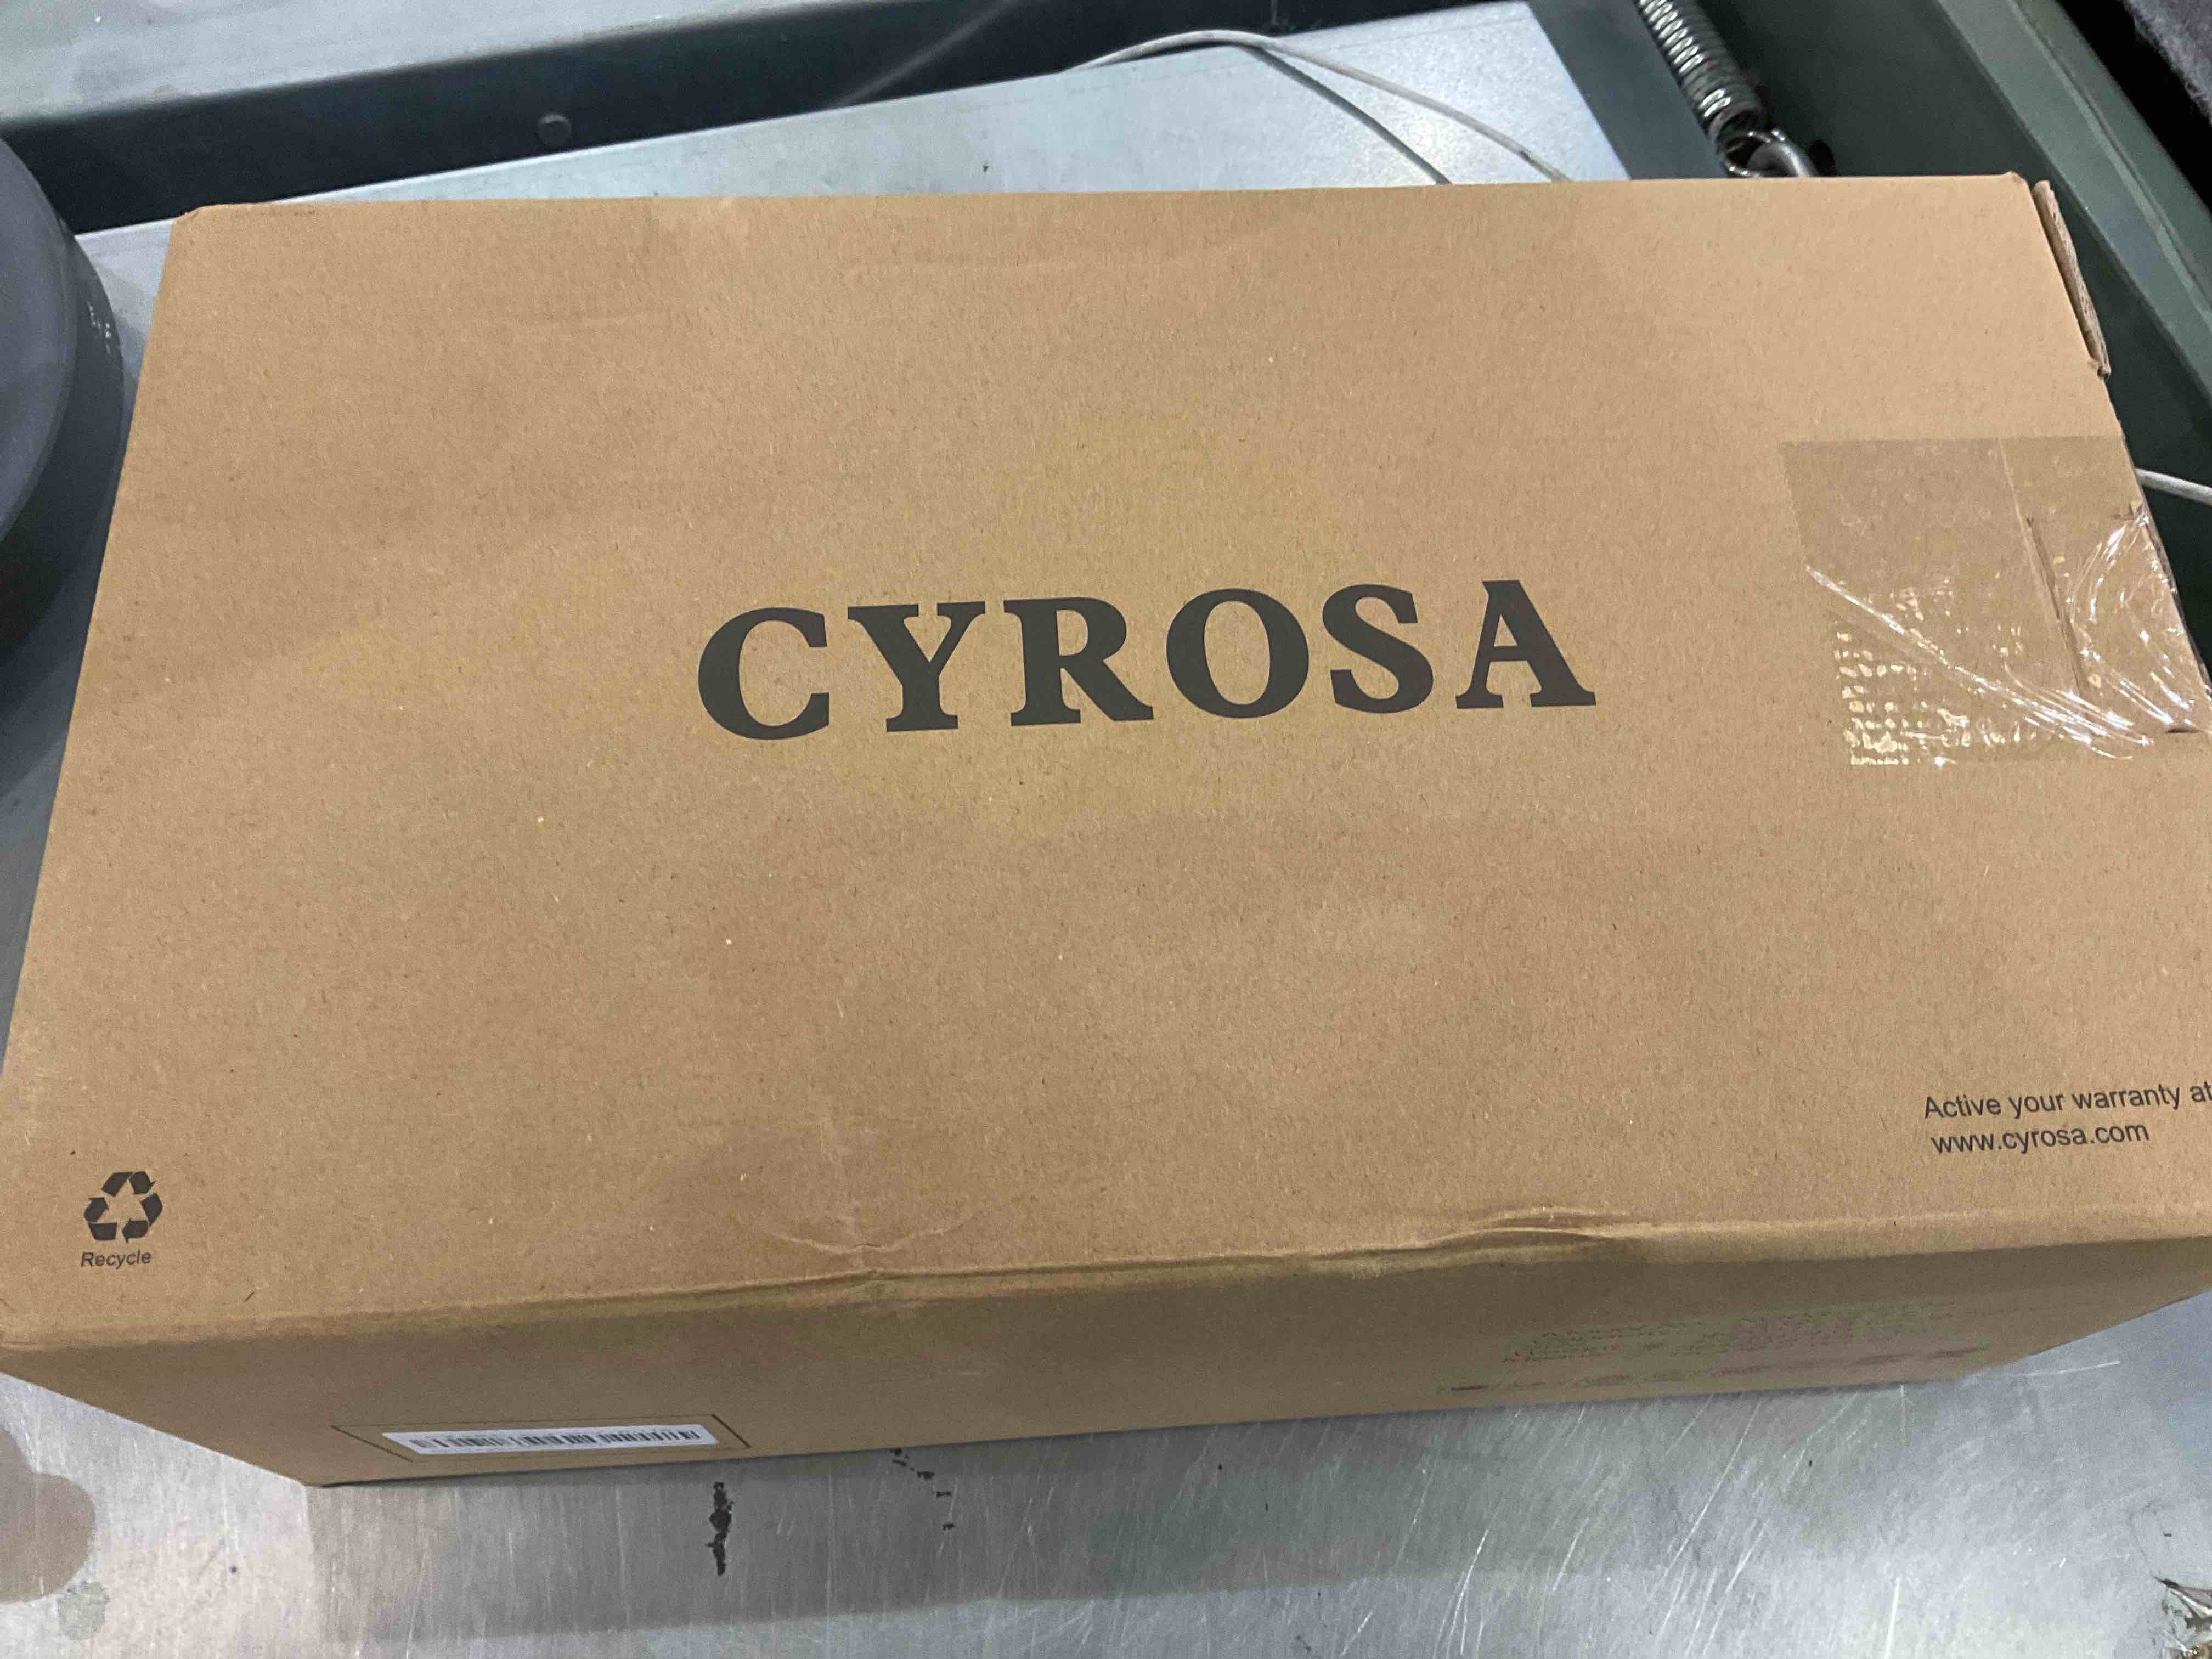 CYROSA
Active your warranty at
www.cyrosa.com
Recycle